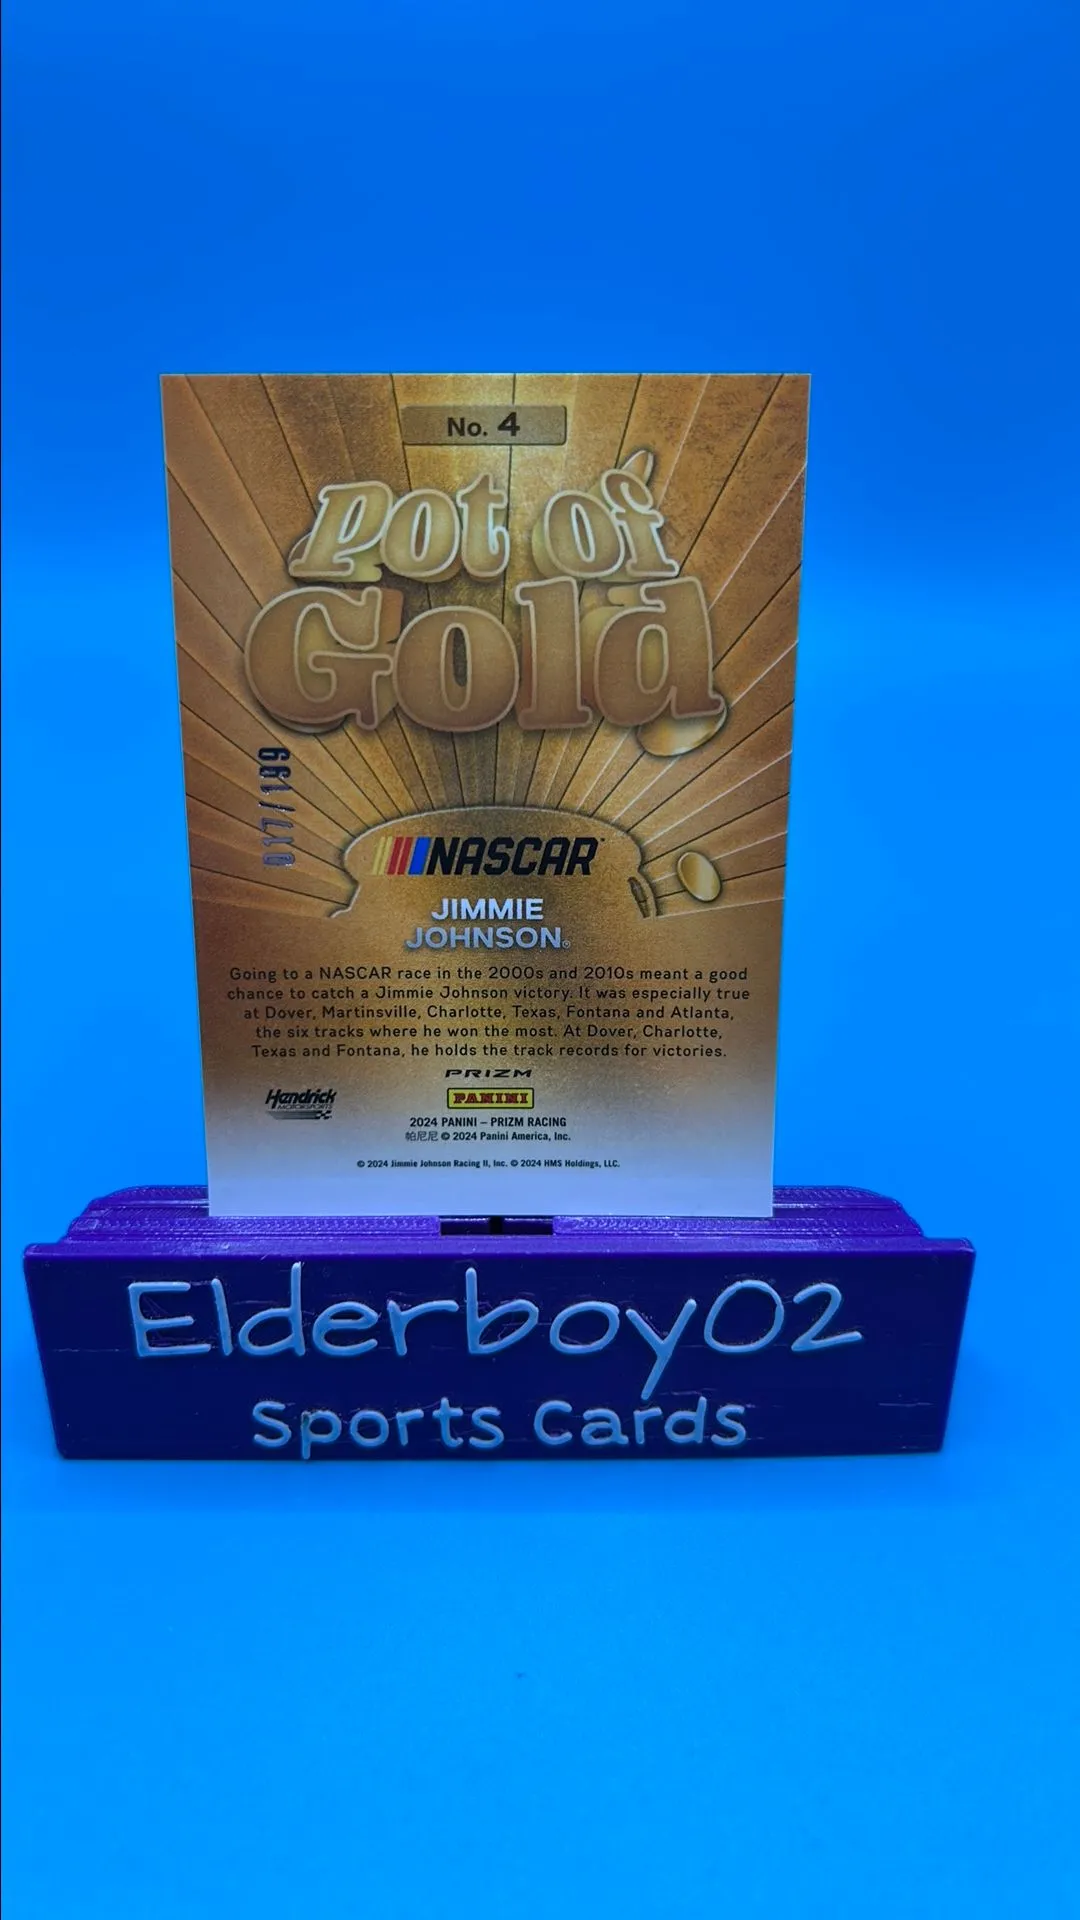 No. 4
Pot of
Gold
017/199
NASCAR
JIMMIE
JOHNSON®
Going to a NASCAR race in the 2000s and 2010s meant a good
chance to catch a Jimmie Johnson victory. It was especially true
at Dover, Martinsville, Charlotte, Texas, Fontana and Atlanta,
the six tracks where he won the most. At Dover, Charlotte,
Texas and Fontana, he holds the track records for victories.
PRIZM
Hendrick
MOTORSPORTS
PANINI
2024 PANINI – PRIZM RACING
帕尼尼 © 2024 Panini America, Inc.
© 2024 Jimmie Johnson Racing II, Inc. © 2024 HMS Holdings, LLC.
Elderboy02
Sports Cards